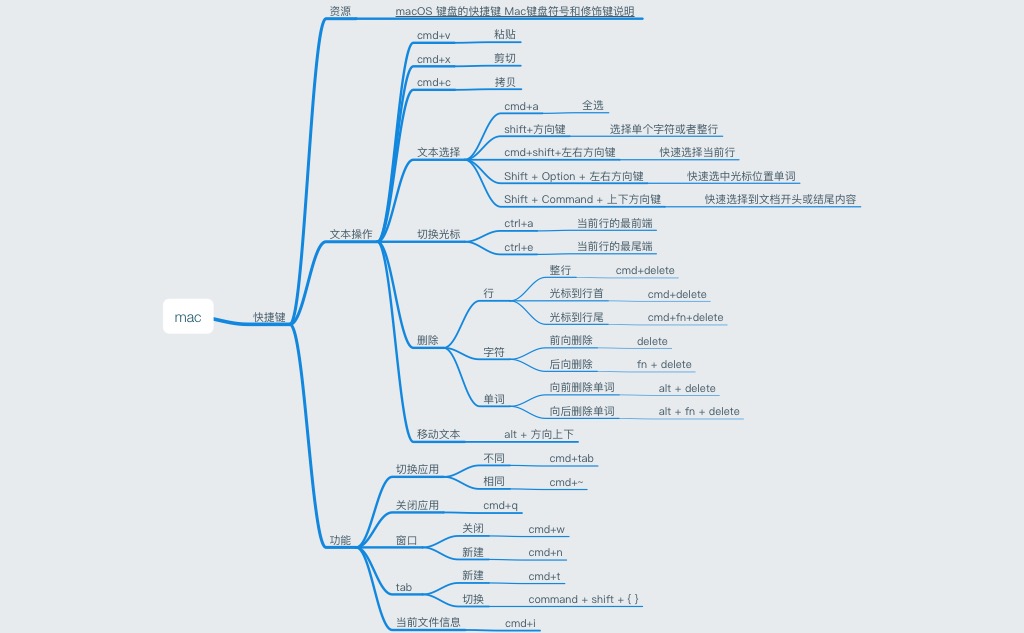 资源 macOS 键盘的快捷键 Mac键盘符号和修饰键说明
cmd+v 粘贴
cmd+x 剪切
cmd+c 拷贝
cmd+a 全选
shift+方向键 选择单个字符或者整行
文本选择 cmd+shift+左右方向键 快速选择当前行
Shift + Option + 左右方向键 快速选中光标位置单词
Shift + Command + 上下方向键 快速选择到文档开头或结尾内容
ctrl+a 当前行的最前端
文本操作 切换光标
ctrl+e 当前行的最尾端
整行 cmd+delete
行 光标到行首 cmd+delete
mac 快捷键 光标到行尾 cmd+fn+delete
删除 前向删除 delete
字符
后向删除 fn + delete
向前删除单词 alt + delete
单词
向后删除单词 alt + fn + delete
移动文本 alt + 方向上下
不同 cmd+tab
切换应用
相同 cmd+~
关闭应用 cmd+q
关闭 cmd+w
功能 窗口
新建 cmd+n
新建 cmd+t
tab
切换 command + shift + { }
当前文件信息 cmd+i